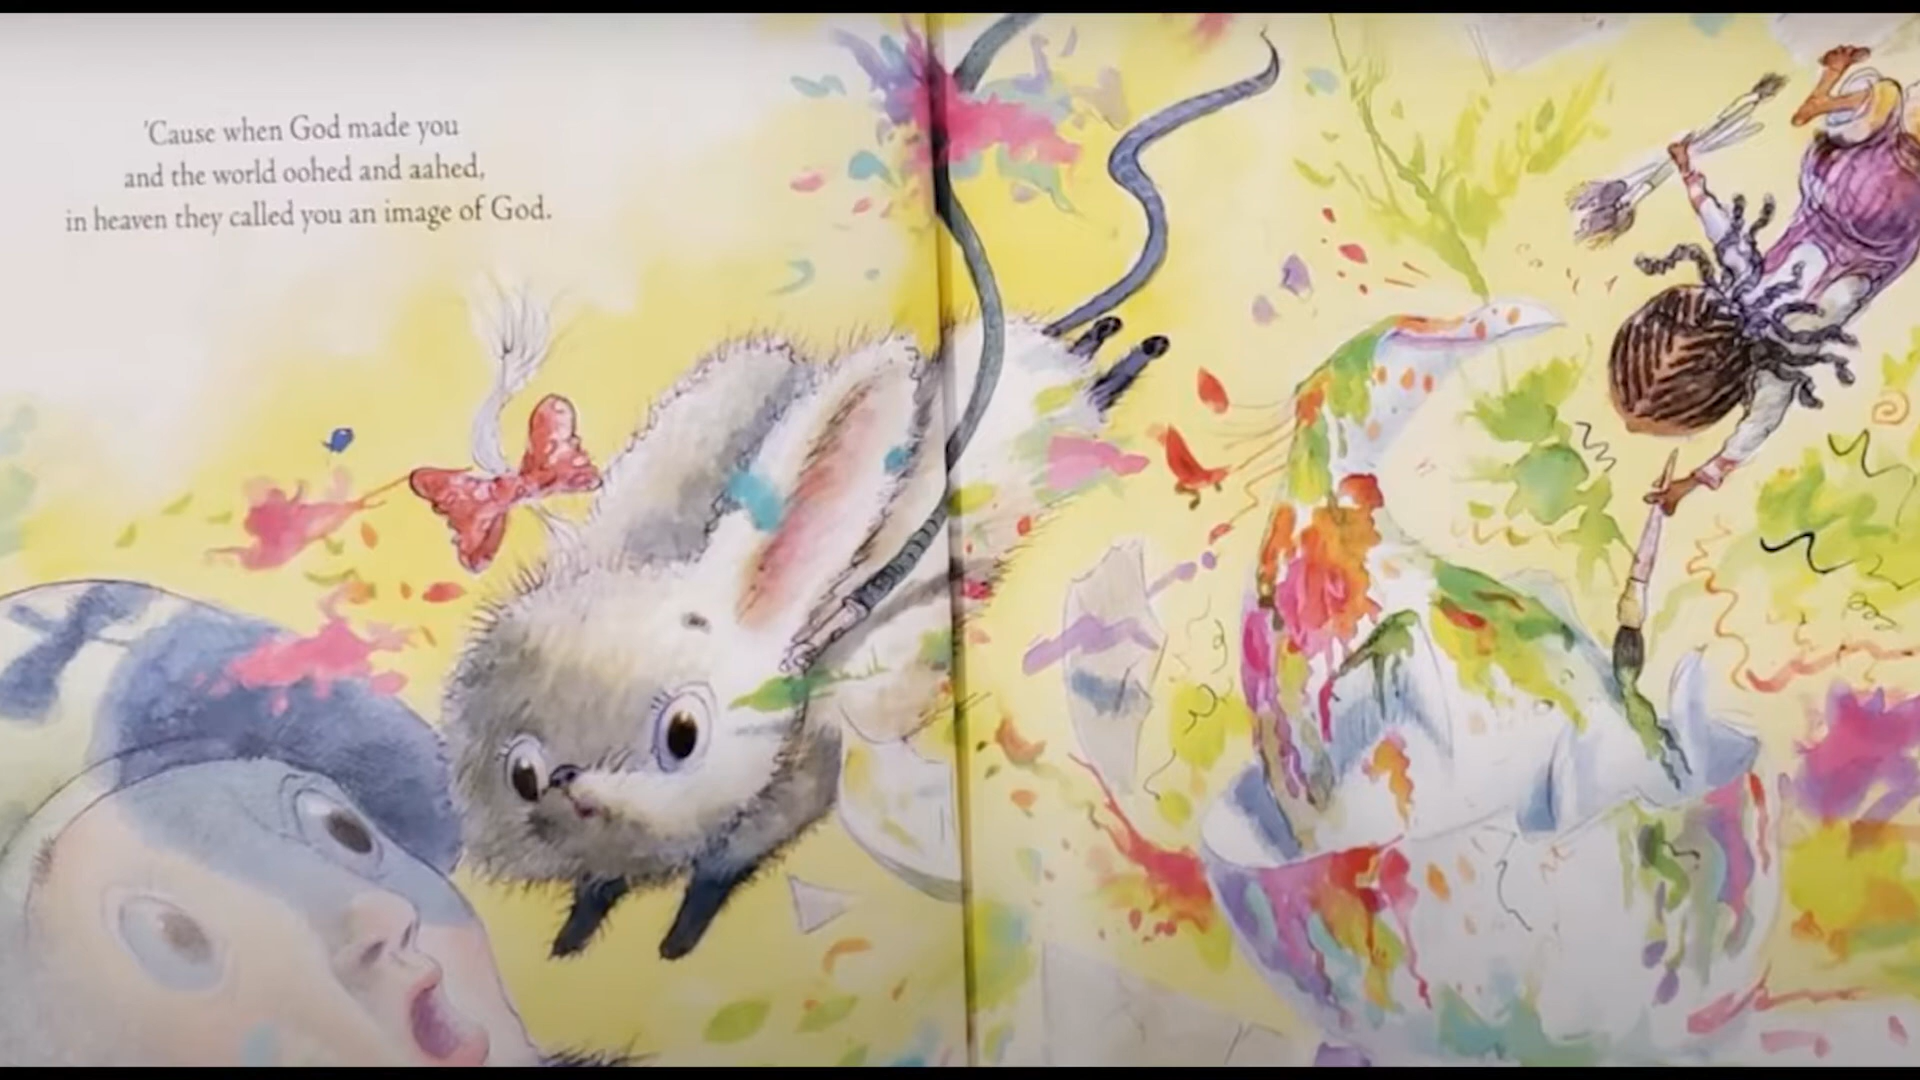 'Cause when God made you
and the world oohed and aahed,
in heaven they called you an image of God.